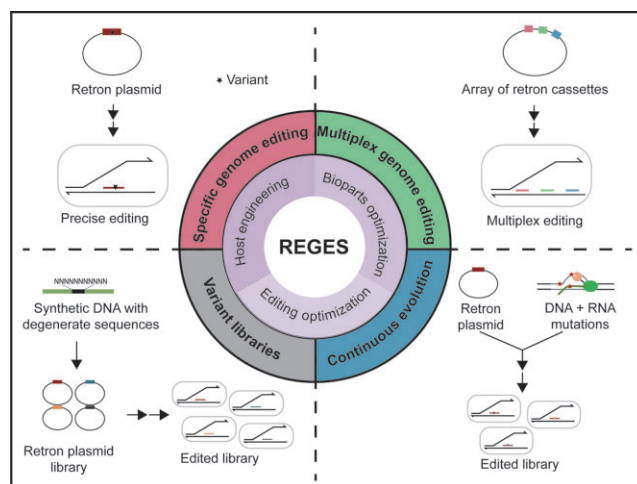 Retron plasmid
★ Variant
Precise editing
Array of retron cassettes
Multiplex editing
Specific genome editing
Multiplex genome editing
Host engineering
Bioparts optimization
REGES
Editing optimization
Variant libraries
Continuous evolution
NNNNNNNNNNN
Synthetic DNA with
degenerate sequences
Retron plasmid
library
Edited library
Retron
plasmid
DNA + RNA
mutations
Edited library